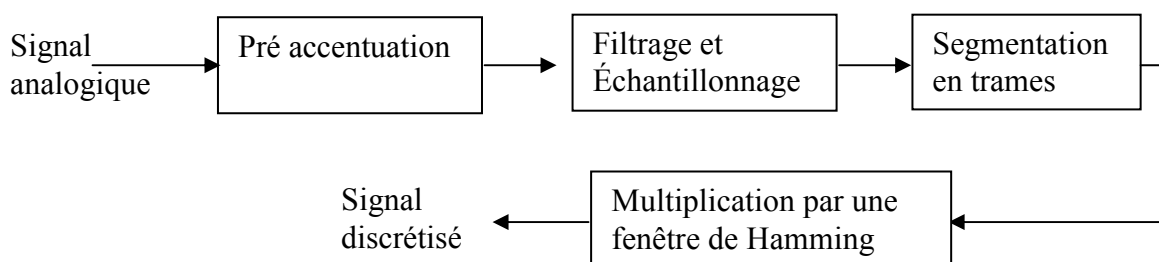 Signal
analogique
Pré accentuation
Filtrage et
Échantillonnage
Segmentation
en trames
Signal
discrétisé
Multiplication par une
fenêtre de Hamming